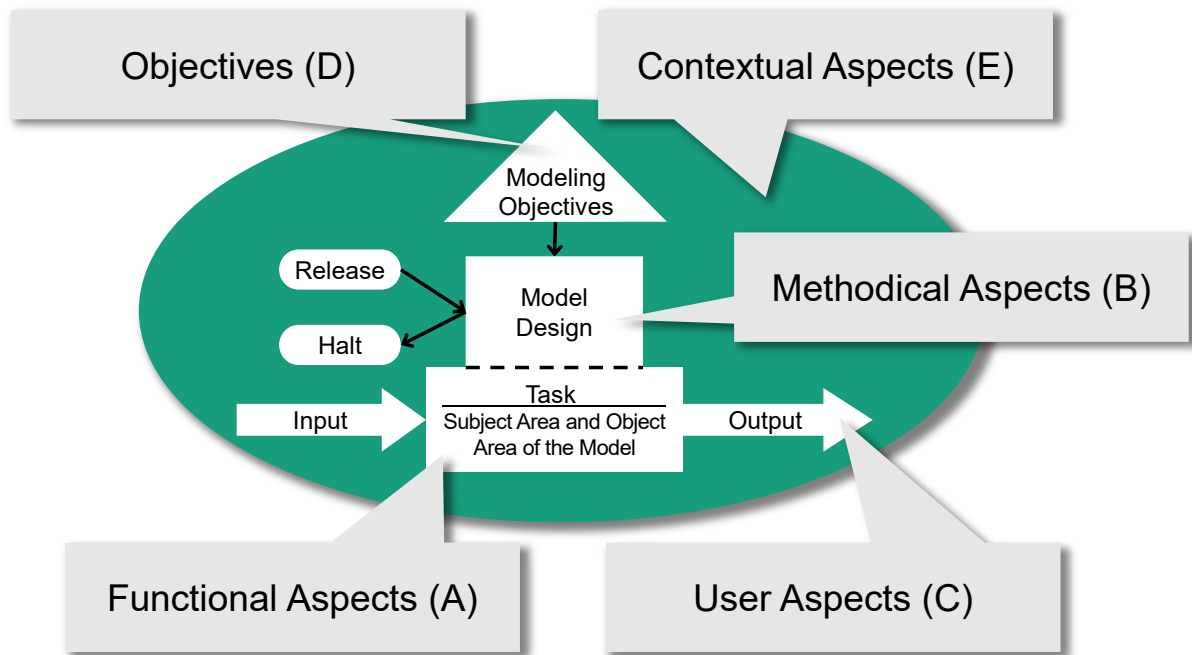 Objectives (D)
Contextual Aspects (E)
Modeling
Objectives
Release
Model
Design
Methodical Aspects (B)
Halt
Task
Input
Subject Area and Object
Area of the Model
Output
Functional Aspects (A)
User Aspects (C)